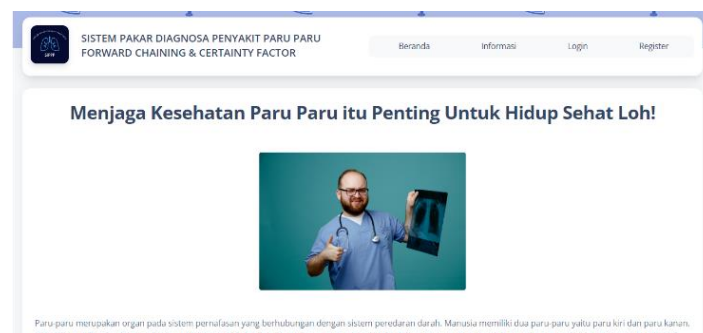 SISTEM PAKAR DIAGNOSA PENYAKIT PARU PARU
FORWARD CHAINING & CERTAINTY FACTOR
Beranda
Informasi
Login
Register
Menjaga Kesehatan Paru Paru itu Penting Untuk Hidup Sehat Loh!
Paru-paru merupakan organ pada sistem pernafasan yang berhubungan dengan sistem peredaran darah. Manusia memiliki dua paru-paru yaitu paru kiri dan paru kanan.